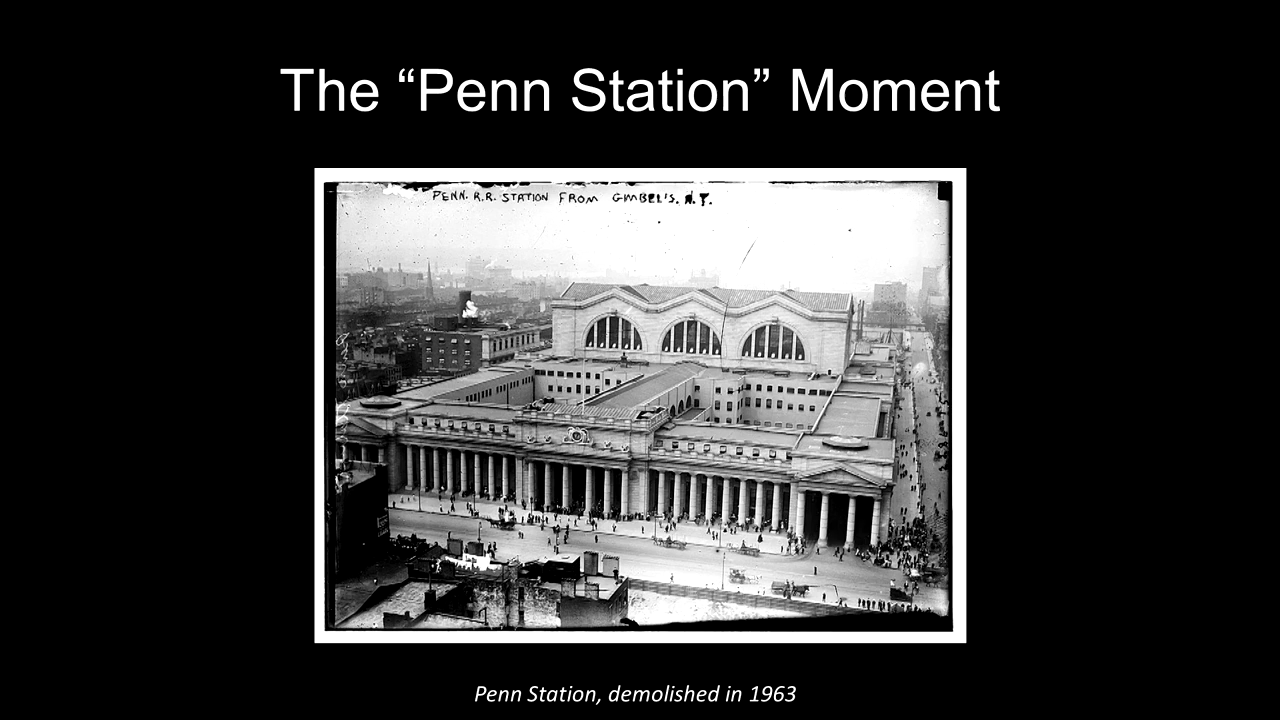 The “Penn Station” Moment
PENN. R.R. STATION FROM GIMBEL'S. N.Y.
Penn Station, demolished in 1963